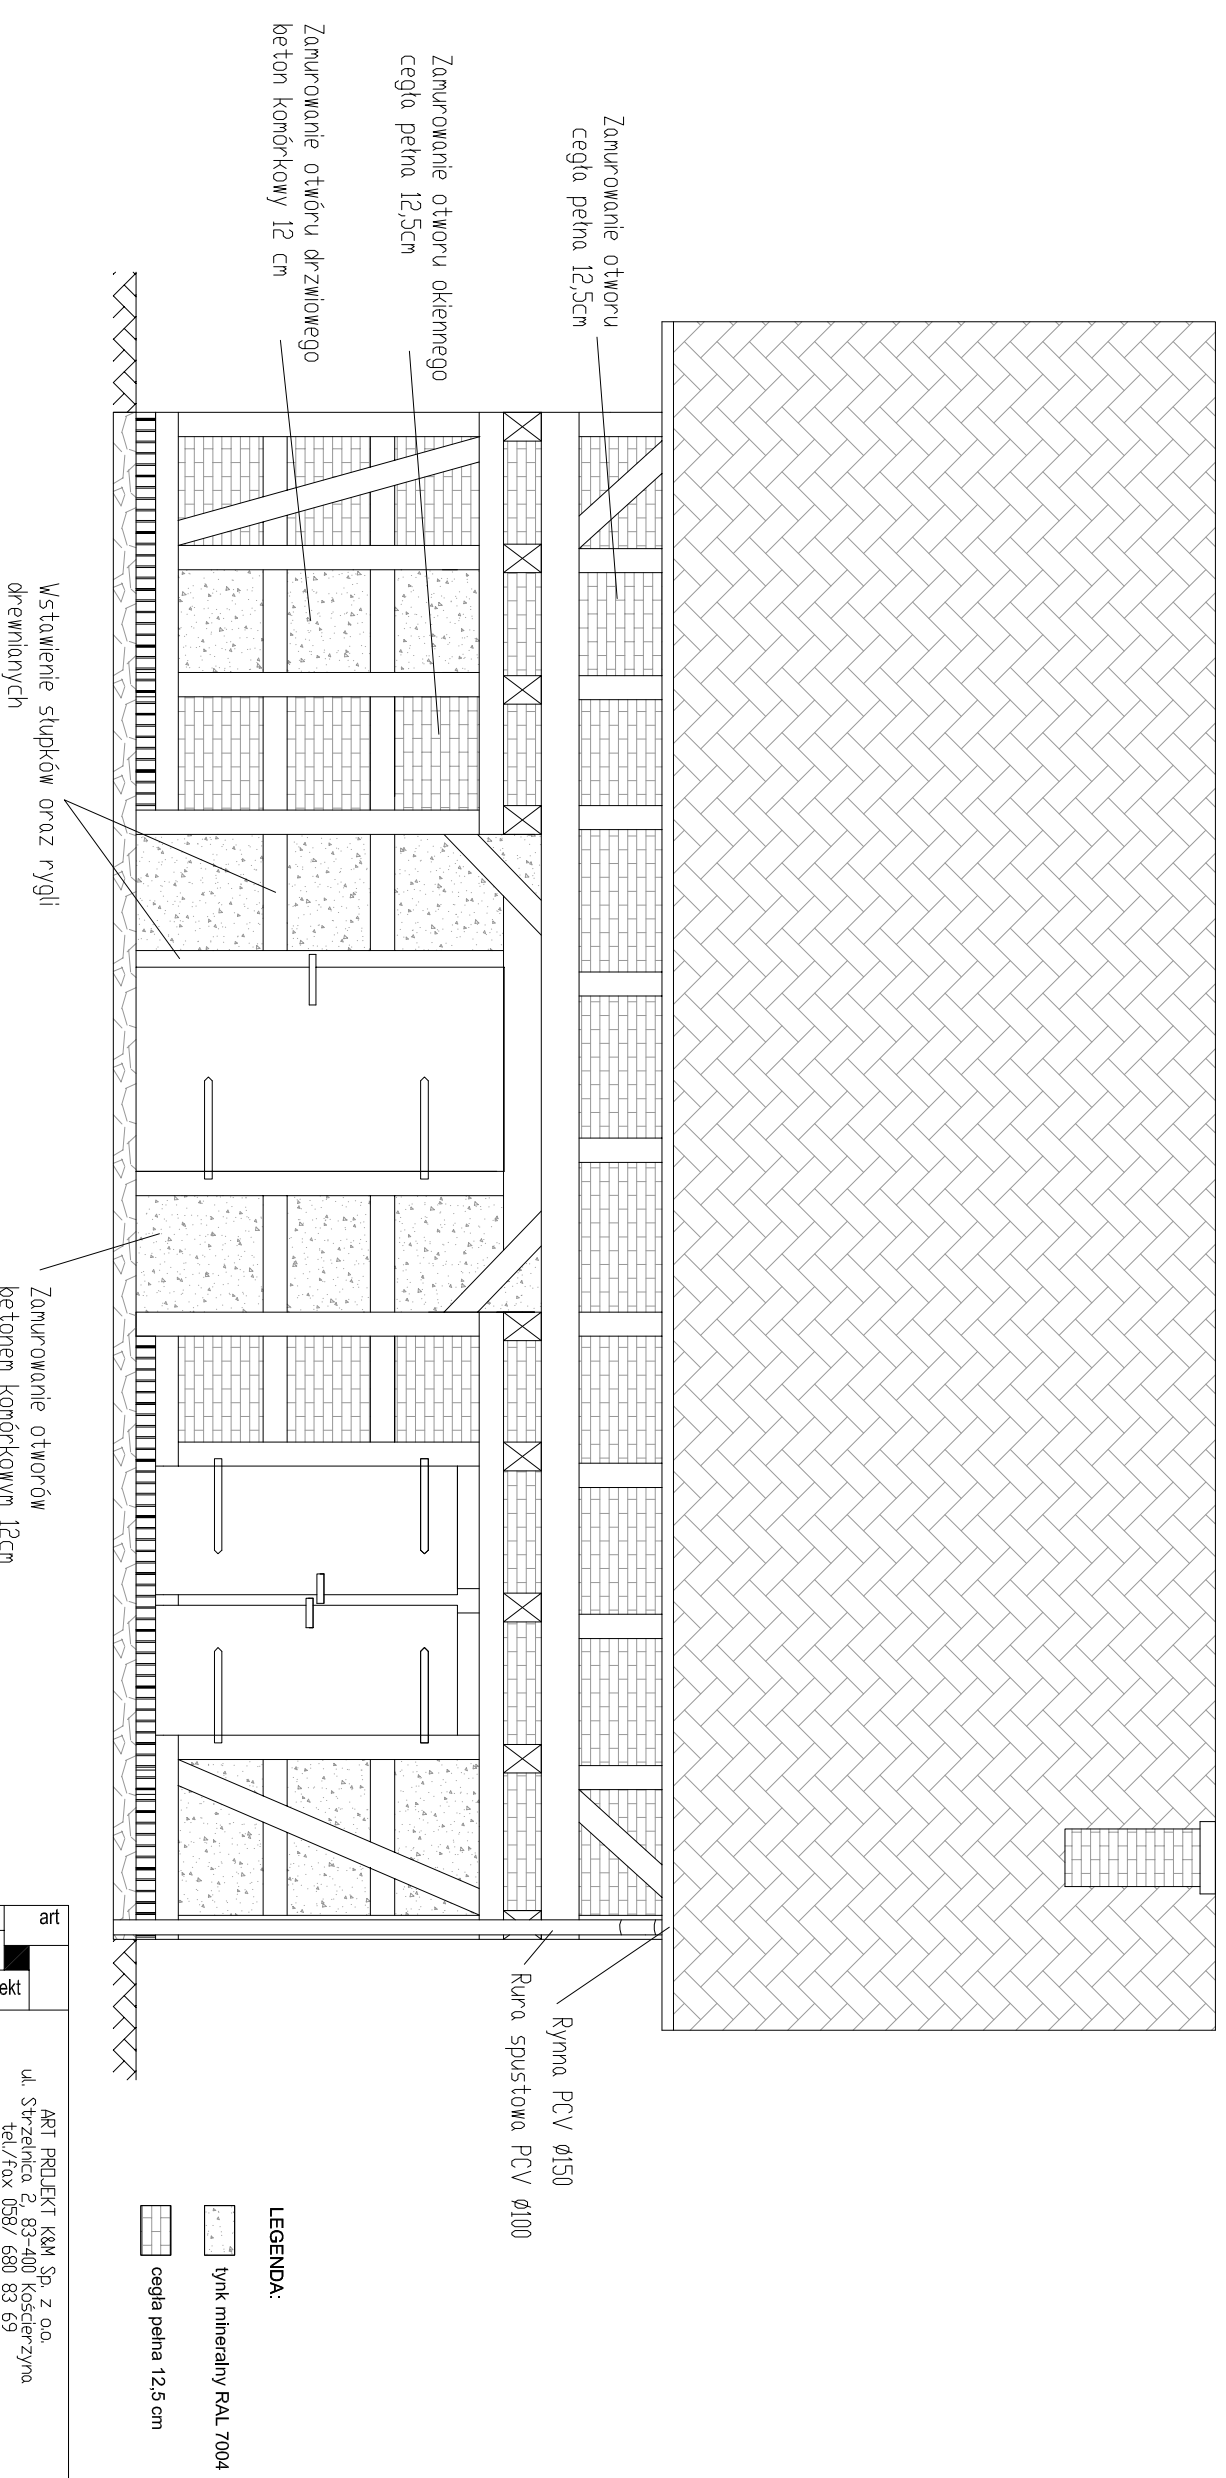 Zamurowanie otworu
cegła pełna 12,5cm
Zamurowanie otworu okiennego
cegła pełna 12,5cm
Zamurowanie otwóru drzwiowego
beton komórkowy 12 cm
Wstawienie słupków oraz rygli
drewnianych
Zamurowanie otworów
betonem komórkowym 12cm
Rynna PCV Ø150
Rura spustowa PCV Ø100
LEGENDA:
tynk mineralny RAL 7004
cegła pełna 12,5 cm
art
ekt
ART PROJEKT K&M Sp. z o.o.
ul. Strzelnica 2, 83-400 Kościerzyna
tel./fax 058/ 680 83 69